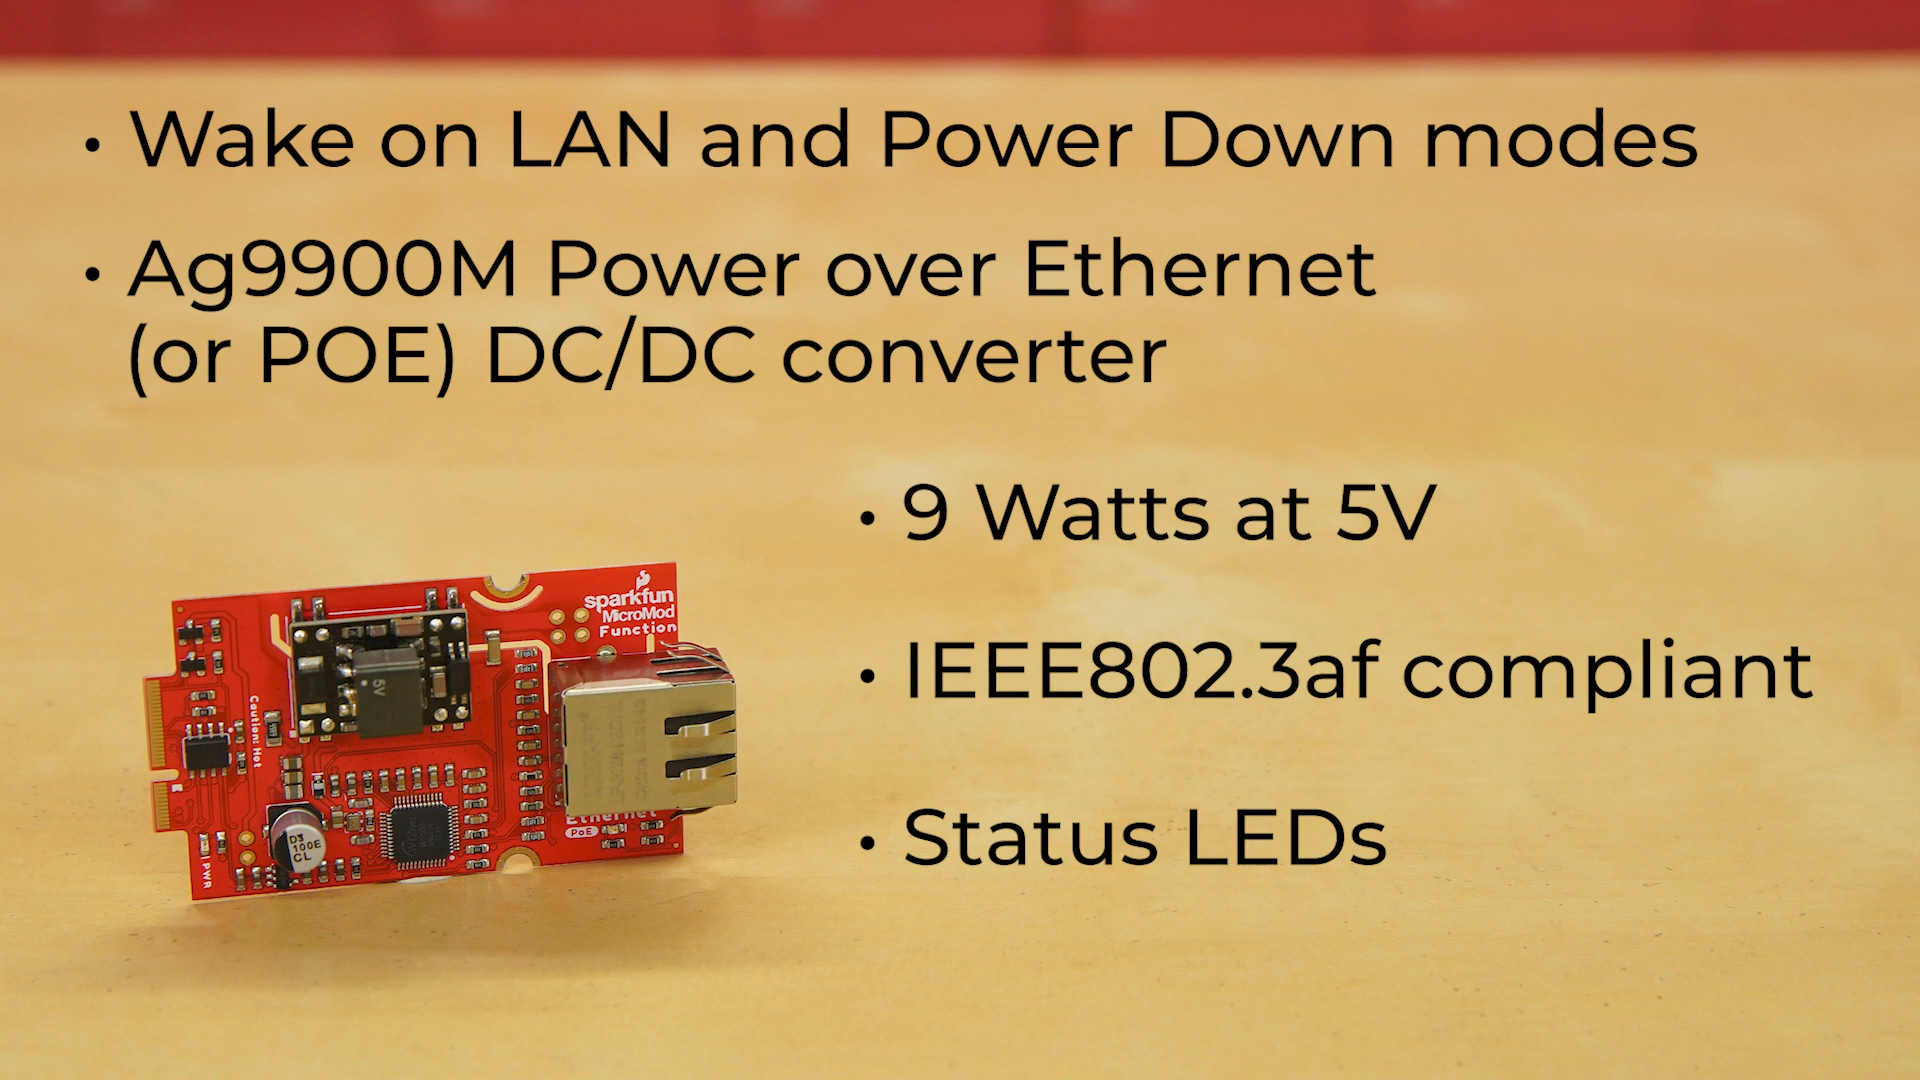 • Wake on LAN and Power Down modes
• Ag9900M Power over Ethernet
(or POE) DC/DC converter
• 9 Watts at 5V
• IEEE802.3af compliant
• Status LEDs
sparkfun
MicroMod
Function
5V
Caution: Hot
D3
100E
CL
Ethernet
PoE
PWR